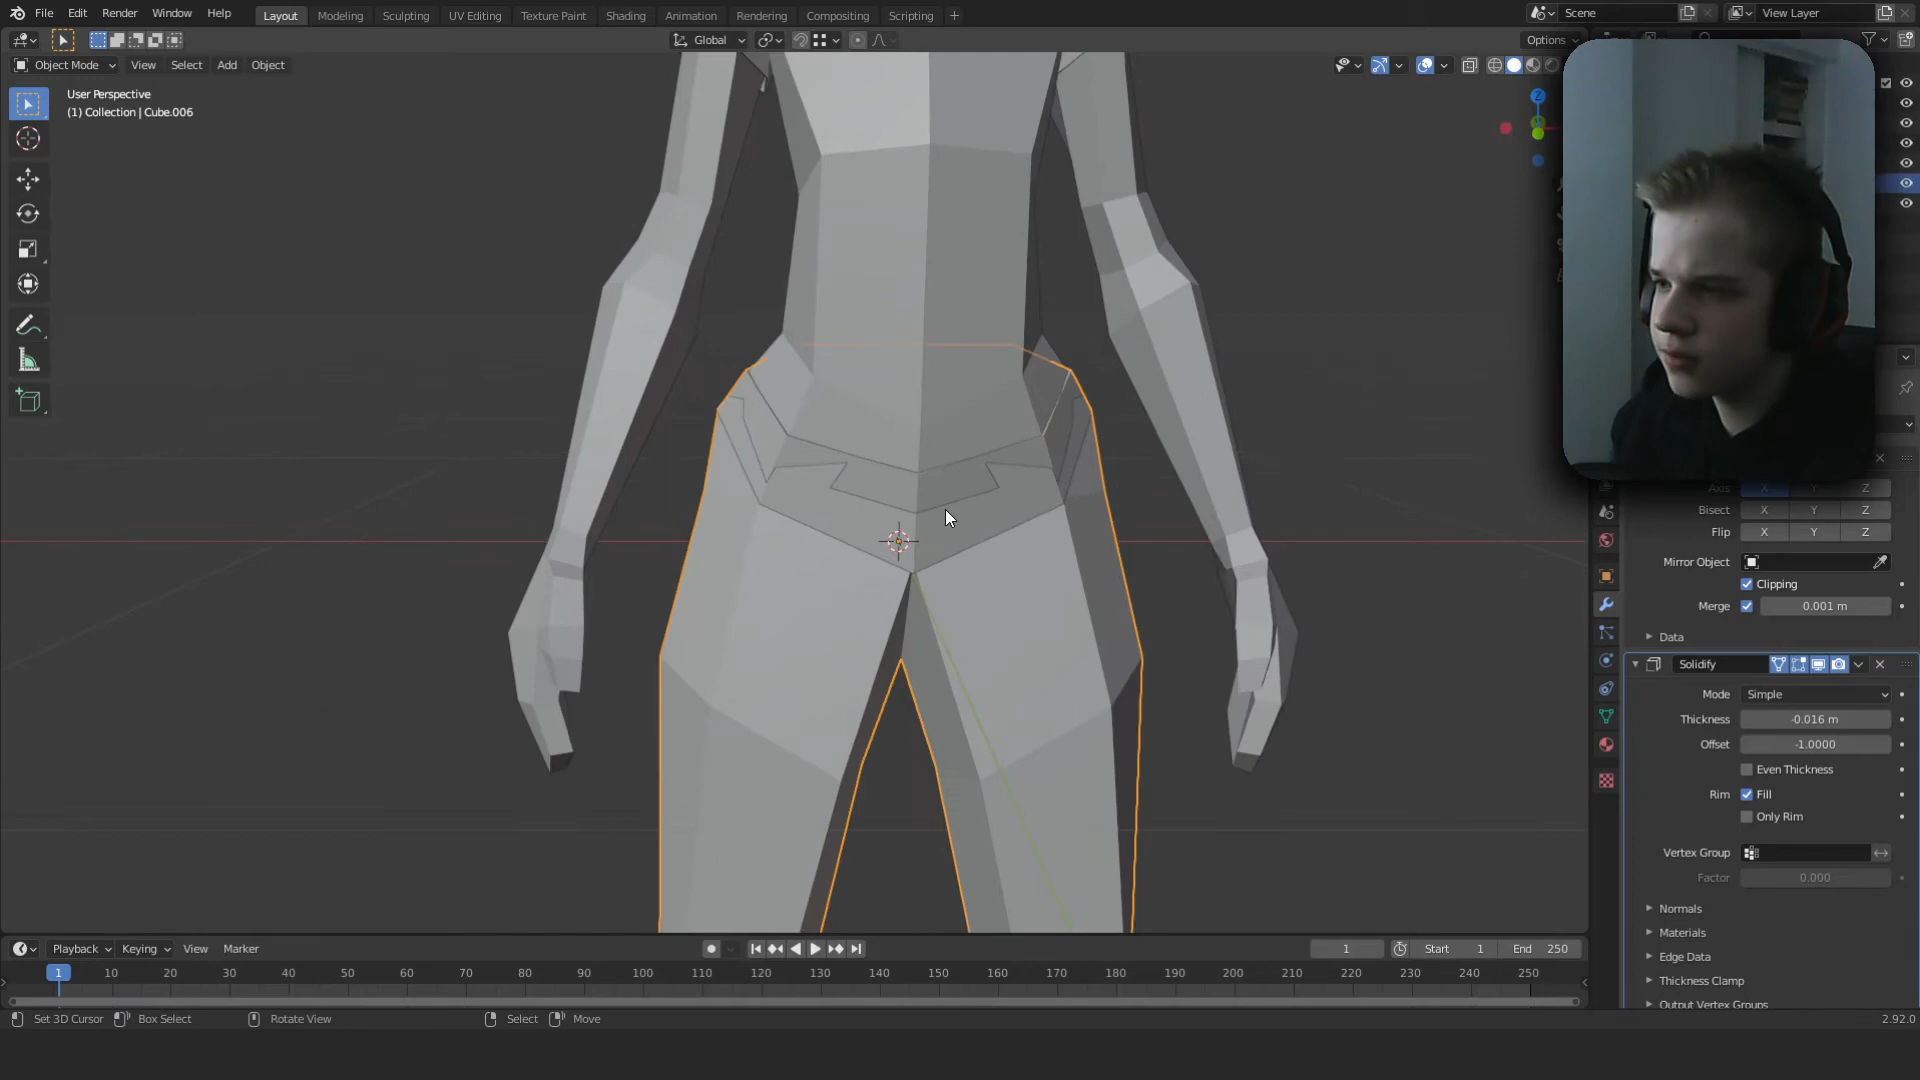 File Edit Render Window Help Layout Modeling Sculpting UV Editing Texture Paint Shading Animation Rendering Compositing Scripting + Scene View Layer
Global Options
Object Mode View Select Add Object
User Perspective
(1) Collection | Cube.006
Z
Axis X Y Z
Bisect X Y Z
Flip X Y Z
Mirror Object
Clipping
Merge 0.001 m
Data
Solidify
Mode Simple
Thickness -0.016 m
Offset -1.0000
Even Thickness
Rim Fill
Only Rim
Vertex Group
Factor 0.000
Normals
Materials
Edge Data
Thickness Clamp
Output Vertex Groups
Playback Keying View Marker 1 Start 1 End 250
1 10 20 30 40 50 60 70 80 90 100 110 120 130 140 150 160 170 180 190 200 210 220 230 240 250
Set 3D Cursor Box Select Rotate View Select Move 2.92.0